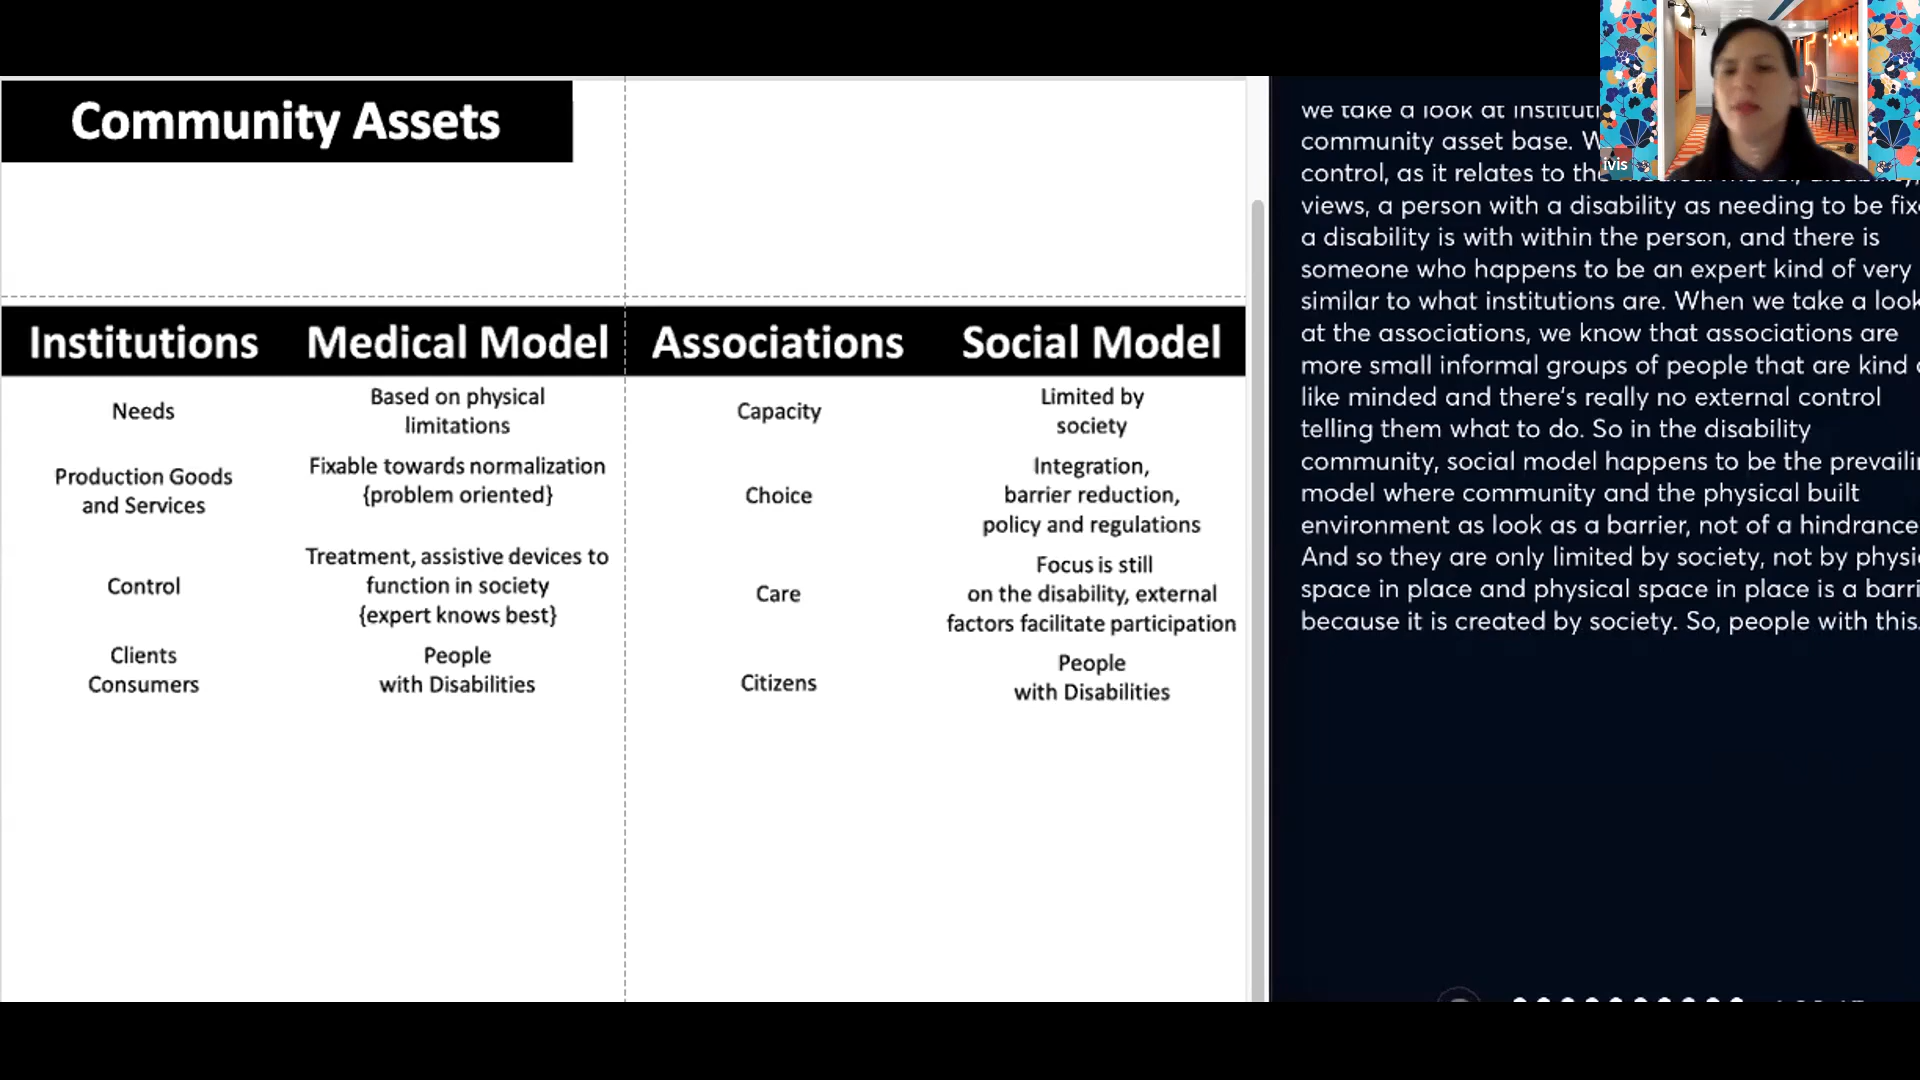 Community Assets
Institutions
Medical Model
Associations
Social Model
Needs
Based on physical
limitations
Capacity
Limited by
society
Production Goods
and Services
Fixable towards normalization
{problem oriented}
Choice
Integration,
barrier reduction,
policy and regulations
Control
Treatment, assistive devices to
function in society
{expert knows best}
Care
Focus is still
on the disability, external
factors facilitate participation
Clients
Consumers
People
with Disabilities
Citizens
People
with Disabilities
we take a look at
community asset base.
control, as it relates to the
views, a person with a disability as needing to be
a disability is with within the person, and there is
someone who happens to be an expert kind of very
similar to what institutions are. When we take a look
at the associations, we know that associations are
more small informal groups of people that are kind
like minded and there's really no external control
telling them what to do. So in the disability
community, social model happens to be the
model where community and the physical built
environment as look as a barrier, not of a hindrance
And so they are only limited by society, not by
space in place and physical space in place is a
because it is created by society. So, people with this.
ivis